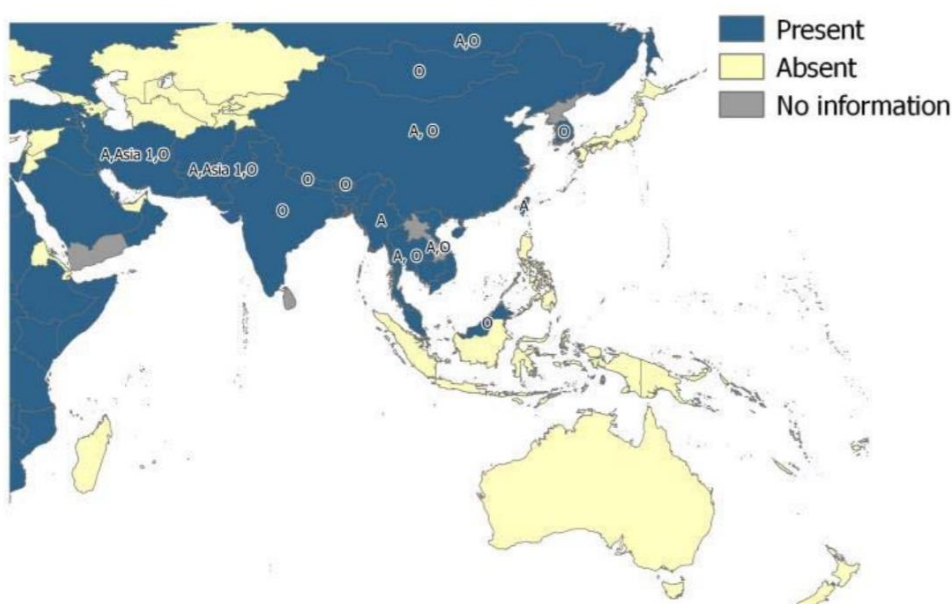 Present
Absent
No information
A,O
O
A, O
O
A,Asia 1,O
A,Asia 1,O
O
O
O
A
A
A,O
A, O
O